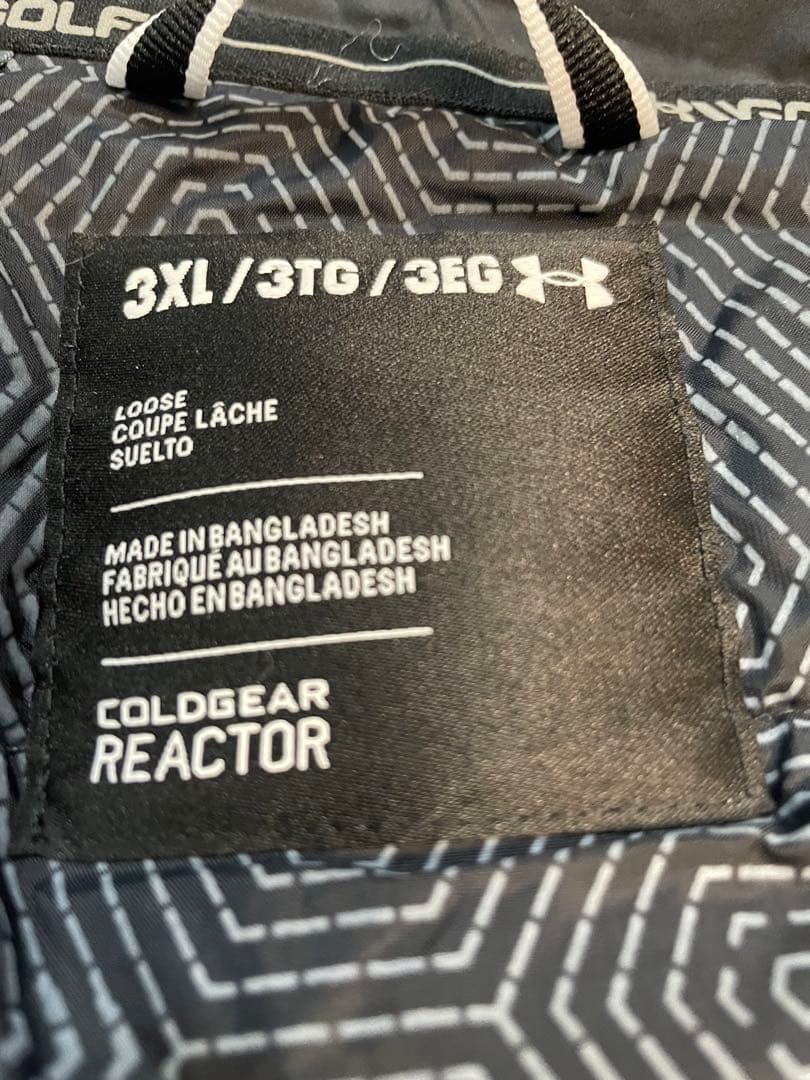 GOLF
3XL / 3TG / 3EG
LOOSE
COUPE LÂCHE
SUELTO
MADE IN BANGLADESH
FABRIQUÉ AU BANGLADESH
HECHO EN BANGLADESH
COLDGEAR
REACTOR